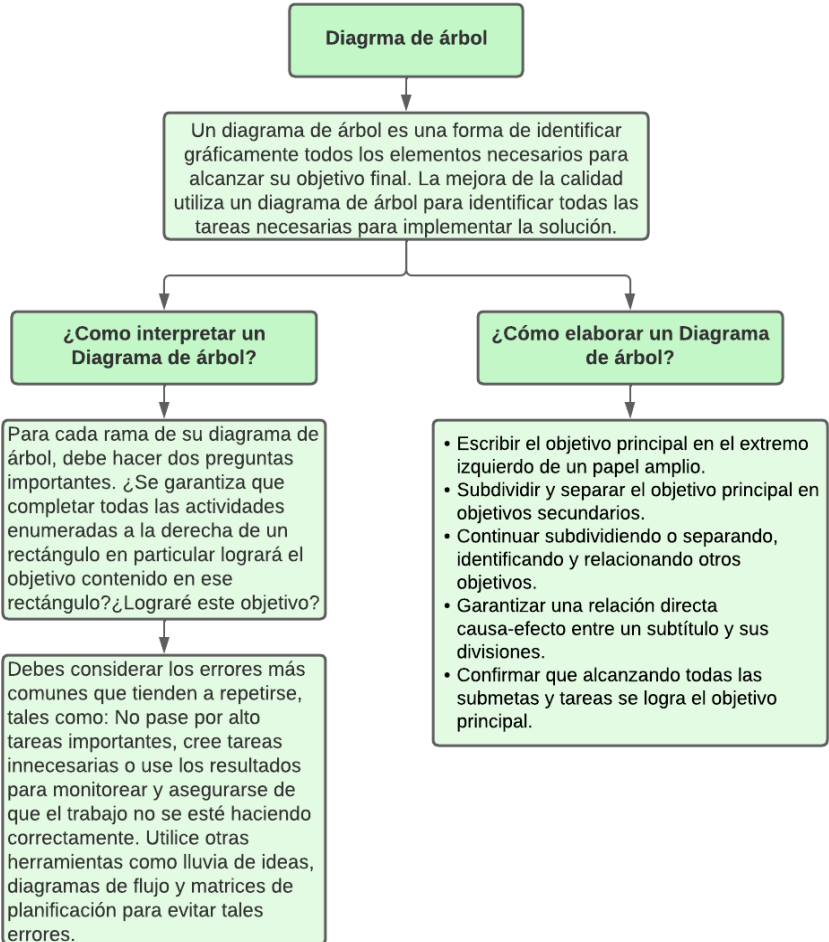 Diagrma de árbol
Un diagrama de árbol es una forma de identificar
gráficamente todos los elementos necesarios para
alcanzar su objetivo final. La mejora de la calidad
utiliza un diagrama de árbol para identificar todas las
tareas necesarias para implementar la solución.
¿Como interpretar un
Diagrama de árbol?
Para cada rama de su diagrama de
árbol, debe hacer dos preguntas
importantes. ¿Se garantiza que
completar todas las actividades
enumeradas a la derecha de un
rectángulo en particular logrará el
objetivo contenido en ese
rectángulo?¿Lograré este objetivo?
Debes considerar los errores más
comunes que tienden a repetirse,
tales como: No pase por alto
tareas importantes, cree tareas
innecesarias o use los resultados
para monitorear y asegurarse de
que el trabajo no se esté haciendo
correctamente. Utilice otras
herramientas como lluvia de ideas,
diagramas de flujo y matrices de
planificación para evitar tales
errores.
¿Cómo elaborar un Diagrama
de árbol?
• Escribir el objetivo principal en el extremo
izquierdo de un papel amplio.
• Subdividir y separar el objetivo principal en
objetivos secundarios.
• Continuar subdividiendo o separando,
identificando y relacionando otros
objetivos.
• Garantizar una relación directa
causa-efecto entre un subtítulo y sus
divisiones.
• Confirmar que alcanzando todas las
submetas y tareas se logra el objetivo
principal.